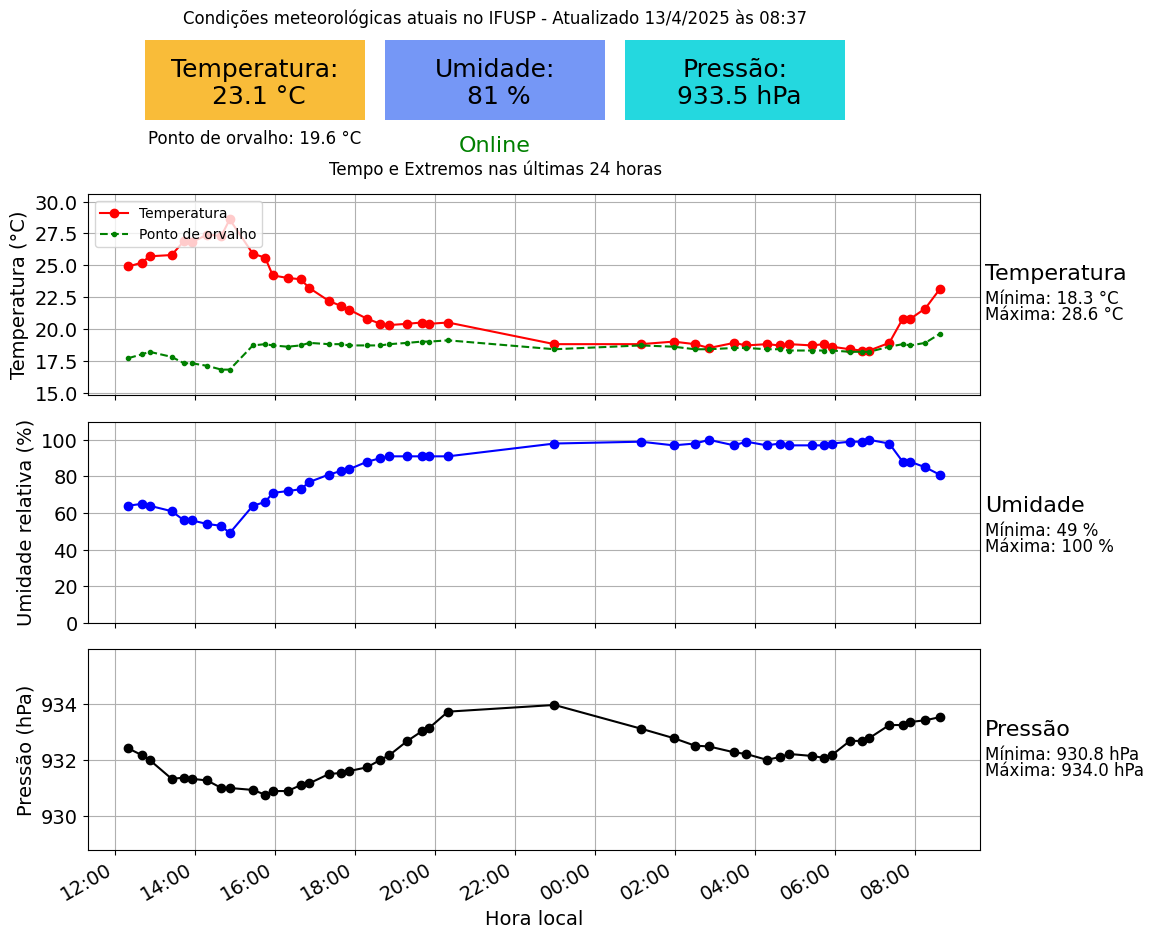 Condições meteorológicas atuais no IFUSP - Atualizado 13/4/2025 às 08:37
Temperatura:
23.1 °C
Umidade:
81 %
Pressão:
933.5 hPa
Ponto de orvalho: 19.6 °C
Online
Tempo e Extremos nas últimas 24 horas
Temperatura (°C)
30.0
27.5
25.0
22.5
20.0
17.5
15.0
Temperatura
Ponto de orvalho
Temperatura
Mínima: 18.3 °C
Máxima: 28.6 °C
Umidade relativa (%)
100
80
60
40
20
0
Umidade
Mínima: 49 %
Máxima: 100 %
Pressão (hPa)
934
932
930
Pressão
Mínima: 930.8 hPa
Máxima: 934.0 hPa
12:00 14:00 16:00 18:00 20:00 22:00 00:00 02:00 04:00 06:00 08:00
Hora local